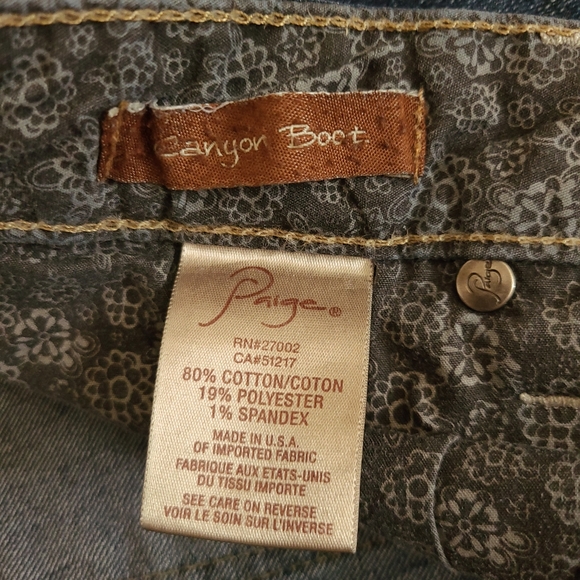 Canyon Boot.
Paige®
RN#27002
CA#51217
80% COTTON/COTON
19% POLYESTER
1% SPANDEX
MADE IN U.S.A.
OF IMPORTED FABRIC
FABRIQUE AUX ETATS-UNIS
DU TISSU IMPORTE
SEE CARE ON REVERSE
VOIR LE SOIN SUR L'INVERSE
Paige